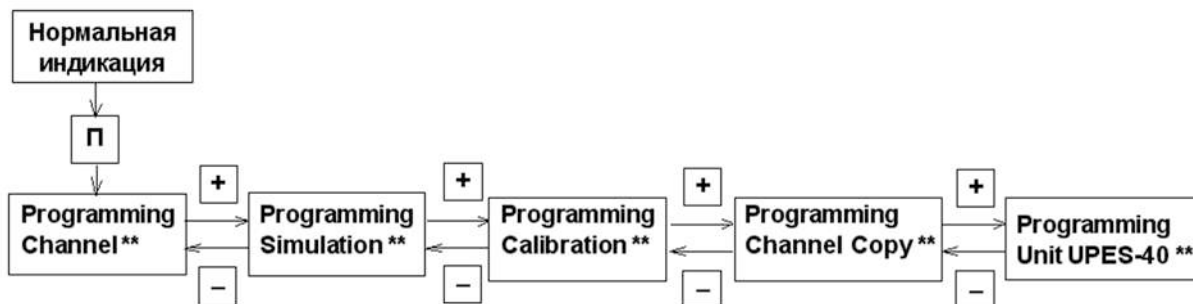 Нормальная
индикация
П
+
+
+
+
Programming
Channel **
Programming
Simulation **
Programming
Calibration **
Programming
Channel Copy **
Programming
Unit UPES-40 **
−
−
−
−